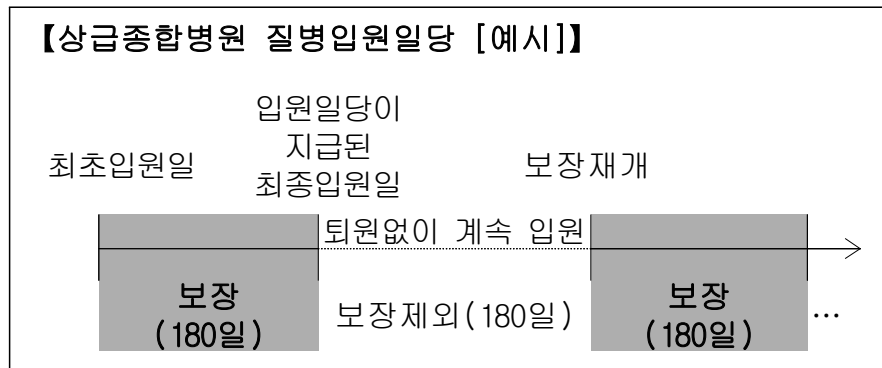 【상급종합병원 질병입원일당 [예시]】
최초입원일
입원일당이
지급된
최종입원일
보장재개
퇴원없이 계속 입원
보장
(180일)
보장제외(180일)
보장
(180일)
…